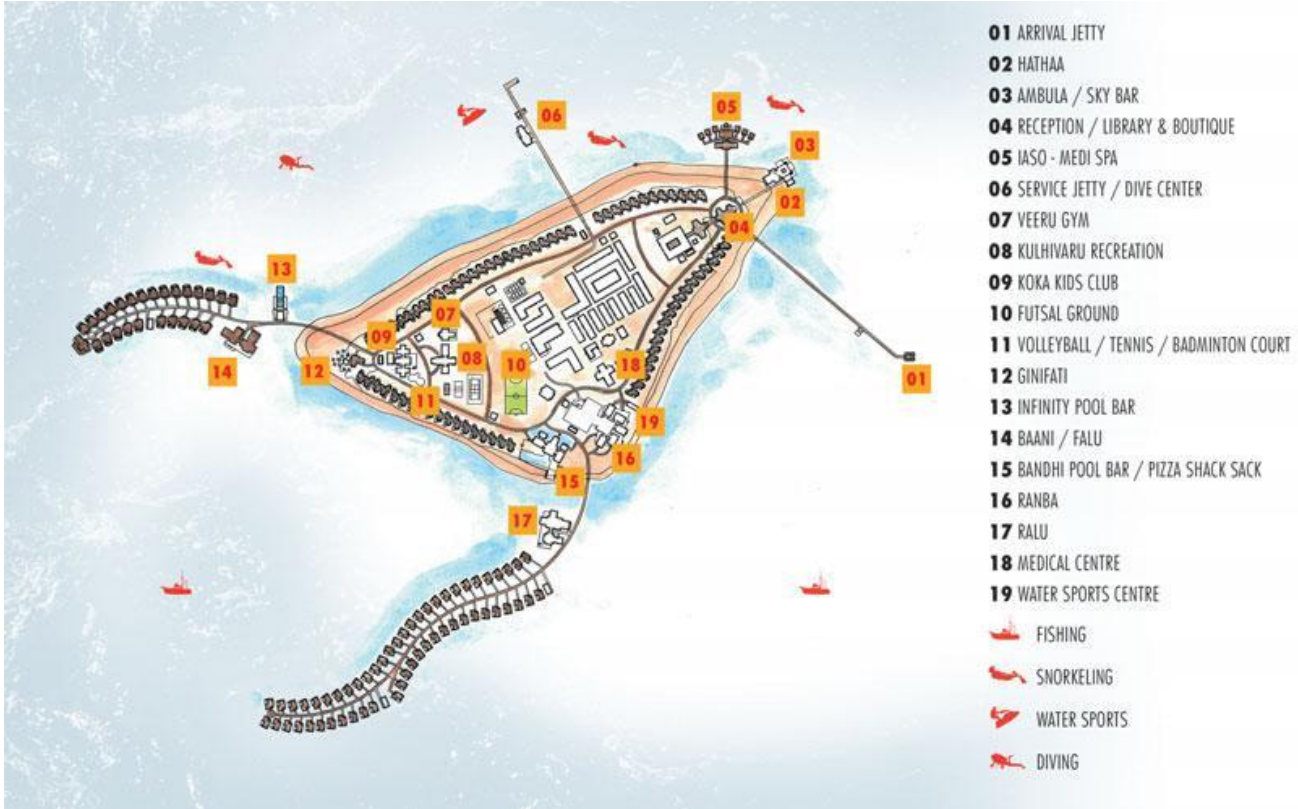 05
03
06
02
04
13
07
09
08
10
18
14
12
11
01
19
16
15
17
01 ARRIVAL JETTY
02 HATHAA
03 AMBULA / SKY BAR
04 RECEPTION / LIBRARY & BOUTIQUE
05 IASO - MEDI SPA
06 SERVICE JETTY / DIVE CENTER
07 VEERU GYM
08 KULHIVARU RECREATION
09 KOKA KIDS CLUB
10 FUTSAL GROUND
11 VOLLEYBALL / TENNIS / BADMINTON COURT
12 GINIFATI
13 INFINITY POOL BAR
14 BAANI / FALU
15 BANDHI POOL BAR / PIZZA SHACK SACK
16 RANBA
17 RALU
18 MEDICAL CENTRE
19 WATER SPORTS CENTRE
FISHING
SNORKELING
WATER SPORTS
DIVING